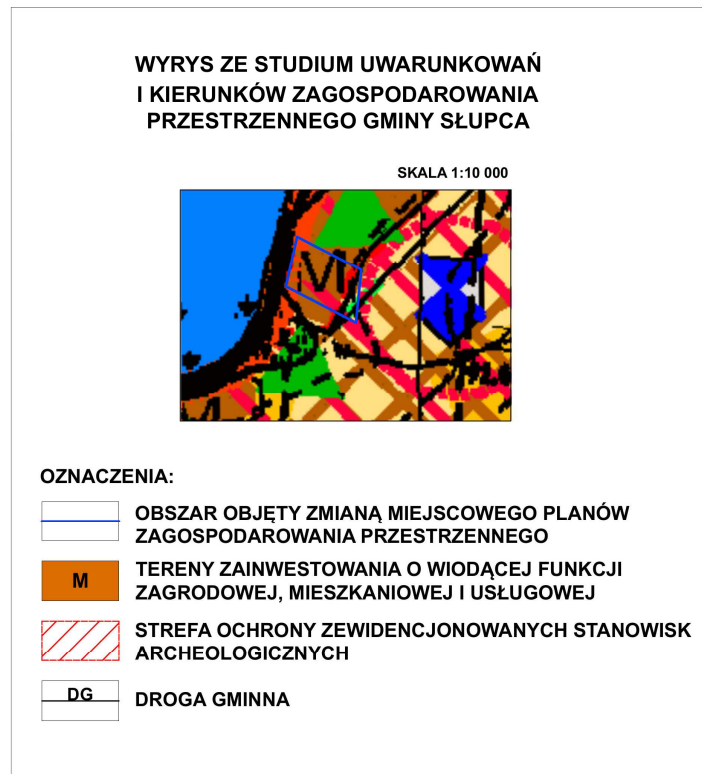 WYRYS ZE STUDIUM UWARUNKOWAŃ
I KIERUNKÓW ZAGOSPODAROWANIA
PRZESTRZENNEGO GMINY SŁUPCA
SKALA 1:10 000
M
OZNACZENIA:
OBSZAR OBJĘTY ZMIANĄ MIEJSCOWEGO PLANÓW
ZAGOSPODAROWANIA PRZESTRZENNEGO
M
TERENY ZAINWESTOWANIA O WIODĄCEJ FUNKCJI
ZAGRODOWEJ, MIESZKANIOWEJ I USŁUGOWEJ
STREFA OCHRONY ZEWIDENCJONOWANYCH STANOWISK
ARCHEOLOGICZNYCH
DG
DROGA GMINNA